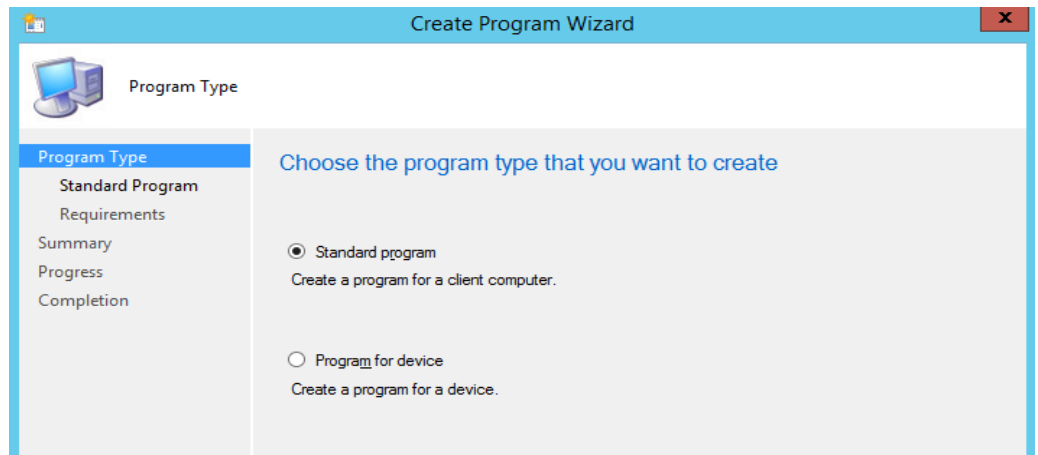 Create Program Wizard
x
Program Type
Program Type
Standard Program
Requirements
Summary
Progress
Completion
Choose the program type that you want to create
Standard program
Create a program for a client computer.
Program for device
Create a program for a device.